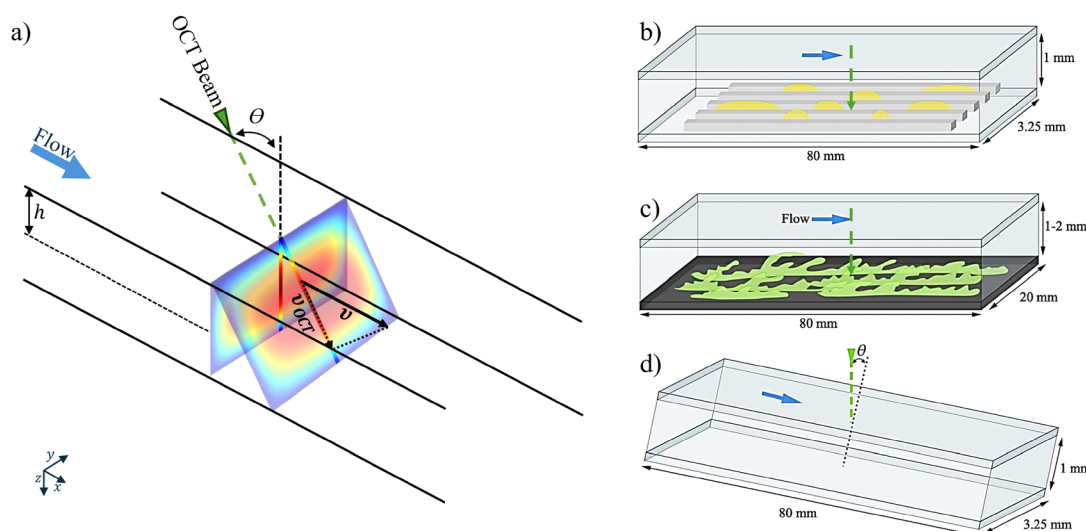 a)
OCT Beam
Θ
Flow
h
v OCT
v
y
z
x
b)
1 mm
3.25 mm
80 mm
c)
Flow
1-2 mm
20 mm
80 mm
d)
θ
1 mm
80 mm
3.25 mm